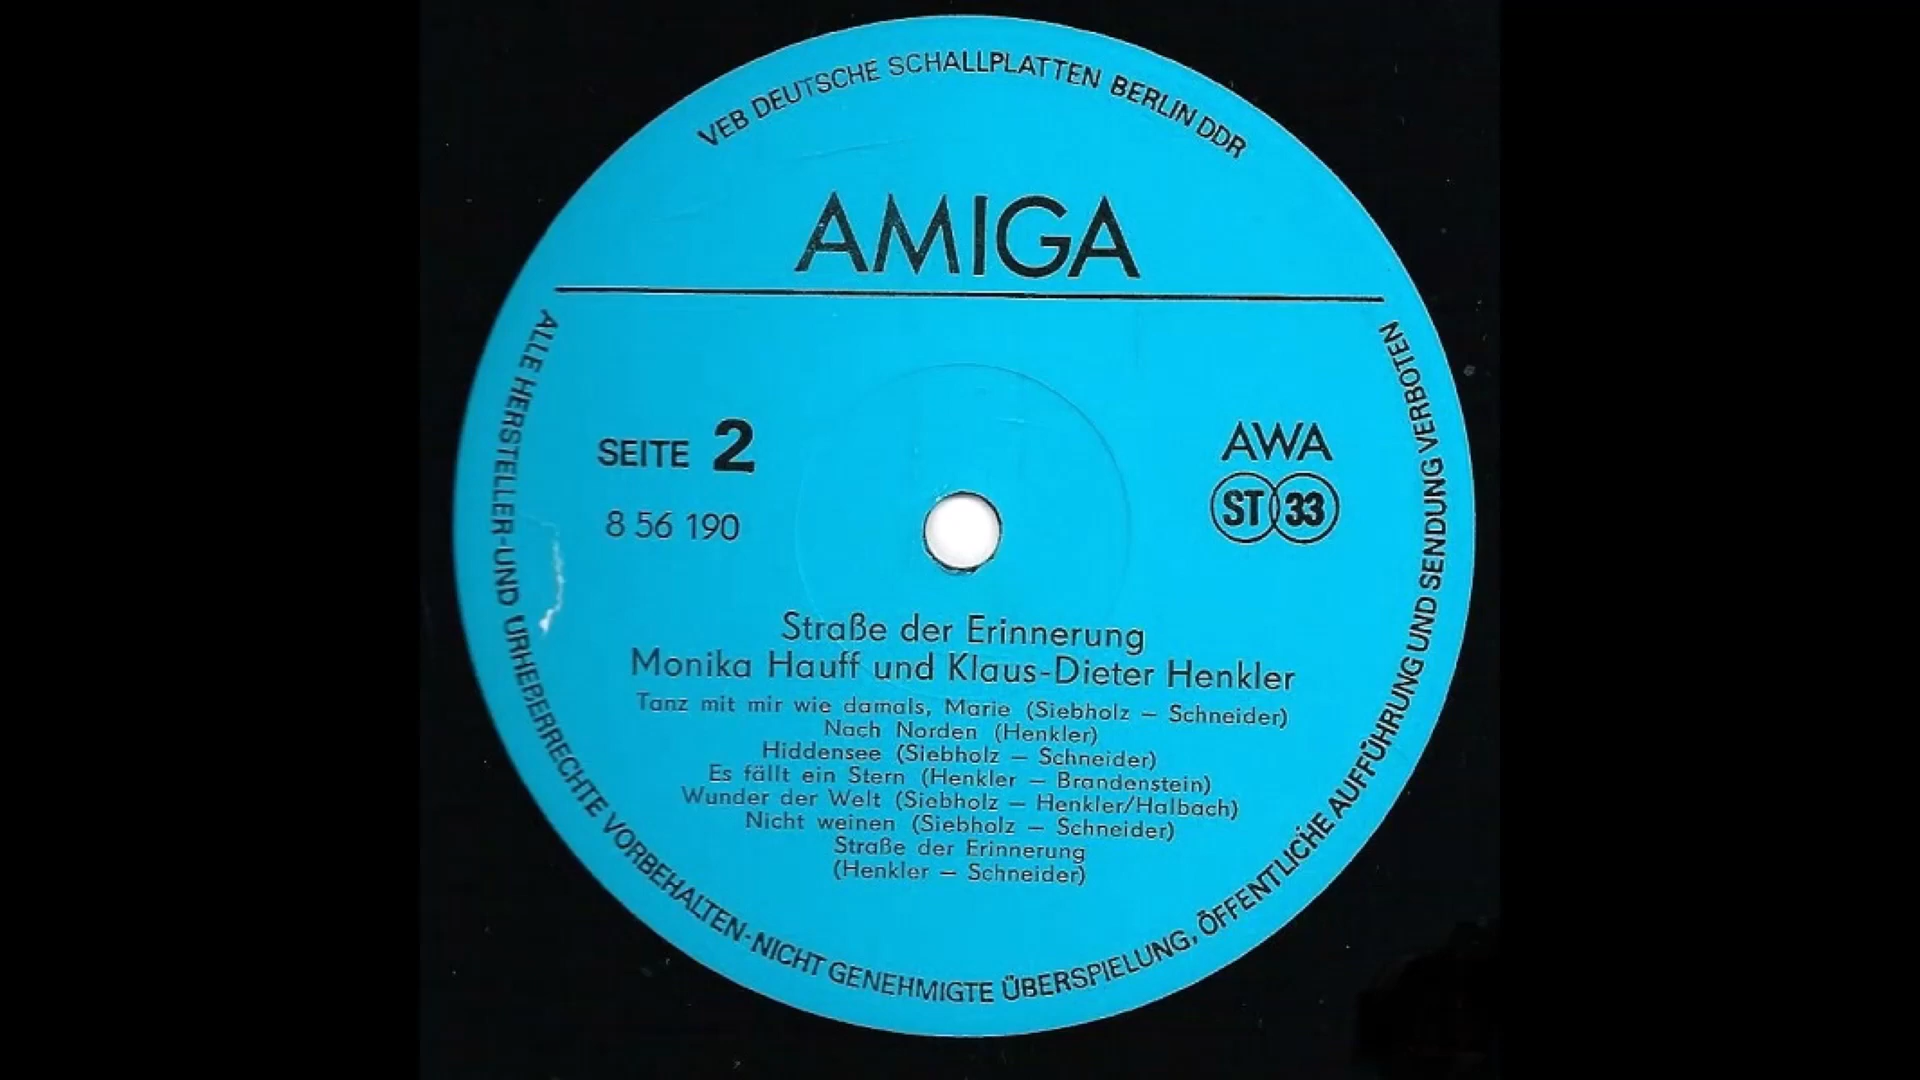 VEB DEUTSCHE SCHALLPLATTEN BERLIN DDR
AMIGA
SEITE 2
8 56 190
AWA
ST 33
Straße der Erinnerung
Monika Hauff und Klaus-Dieter Henkler
Tanz mit mir wie damals, Marie (Siebholz – Schneider)
Nach Norden (Henkler)
Hiddensee (Siebholz – Schneider)
Es fällt ein Stern (Henkler – Brandenstein)
Wunder der Welt (Siebholz – Henkler/Halbach)
Nicht weinen (Siebholz – Schneider)
Straße der Erinnerung
(Henkler – Schneider)
ALLE HERSTELLER-UND URHEBERRECHTE VORBEHALTEN-NICHT GENEHMIGTE ÜBERSPIELUNG, ÖFFENTLICHE AUFFÜHRUNG UND SENDUNG VERBOTEN